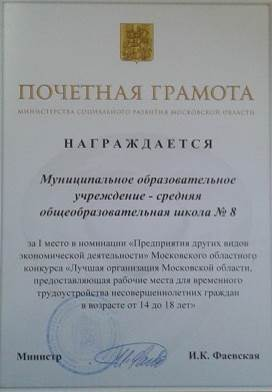 ПОЧЕТНАЯ ГРАМОТА
МИНИСТЕРСТВА СОЦИАЛЬНОГО РАЗВИТИЯ МОСКОВСКОЙ ОБЛАСТИ
НАГРАЖДАЕТСЯ
Муниципальное образовательное
учреждение - средняя
общеобразовательная школа № 8
за I место в номинации «Предприятия других видов
экономической деятельности» Московского областного
конкурса «Лучшая организация Московской области,
предоставляющая рабочие места для временного
трудоустройства несовершеннолетних граждан
в возрасте от 14 до 18 лет»
Министр И.К. Фаевская